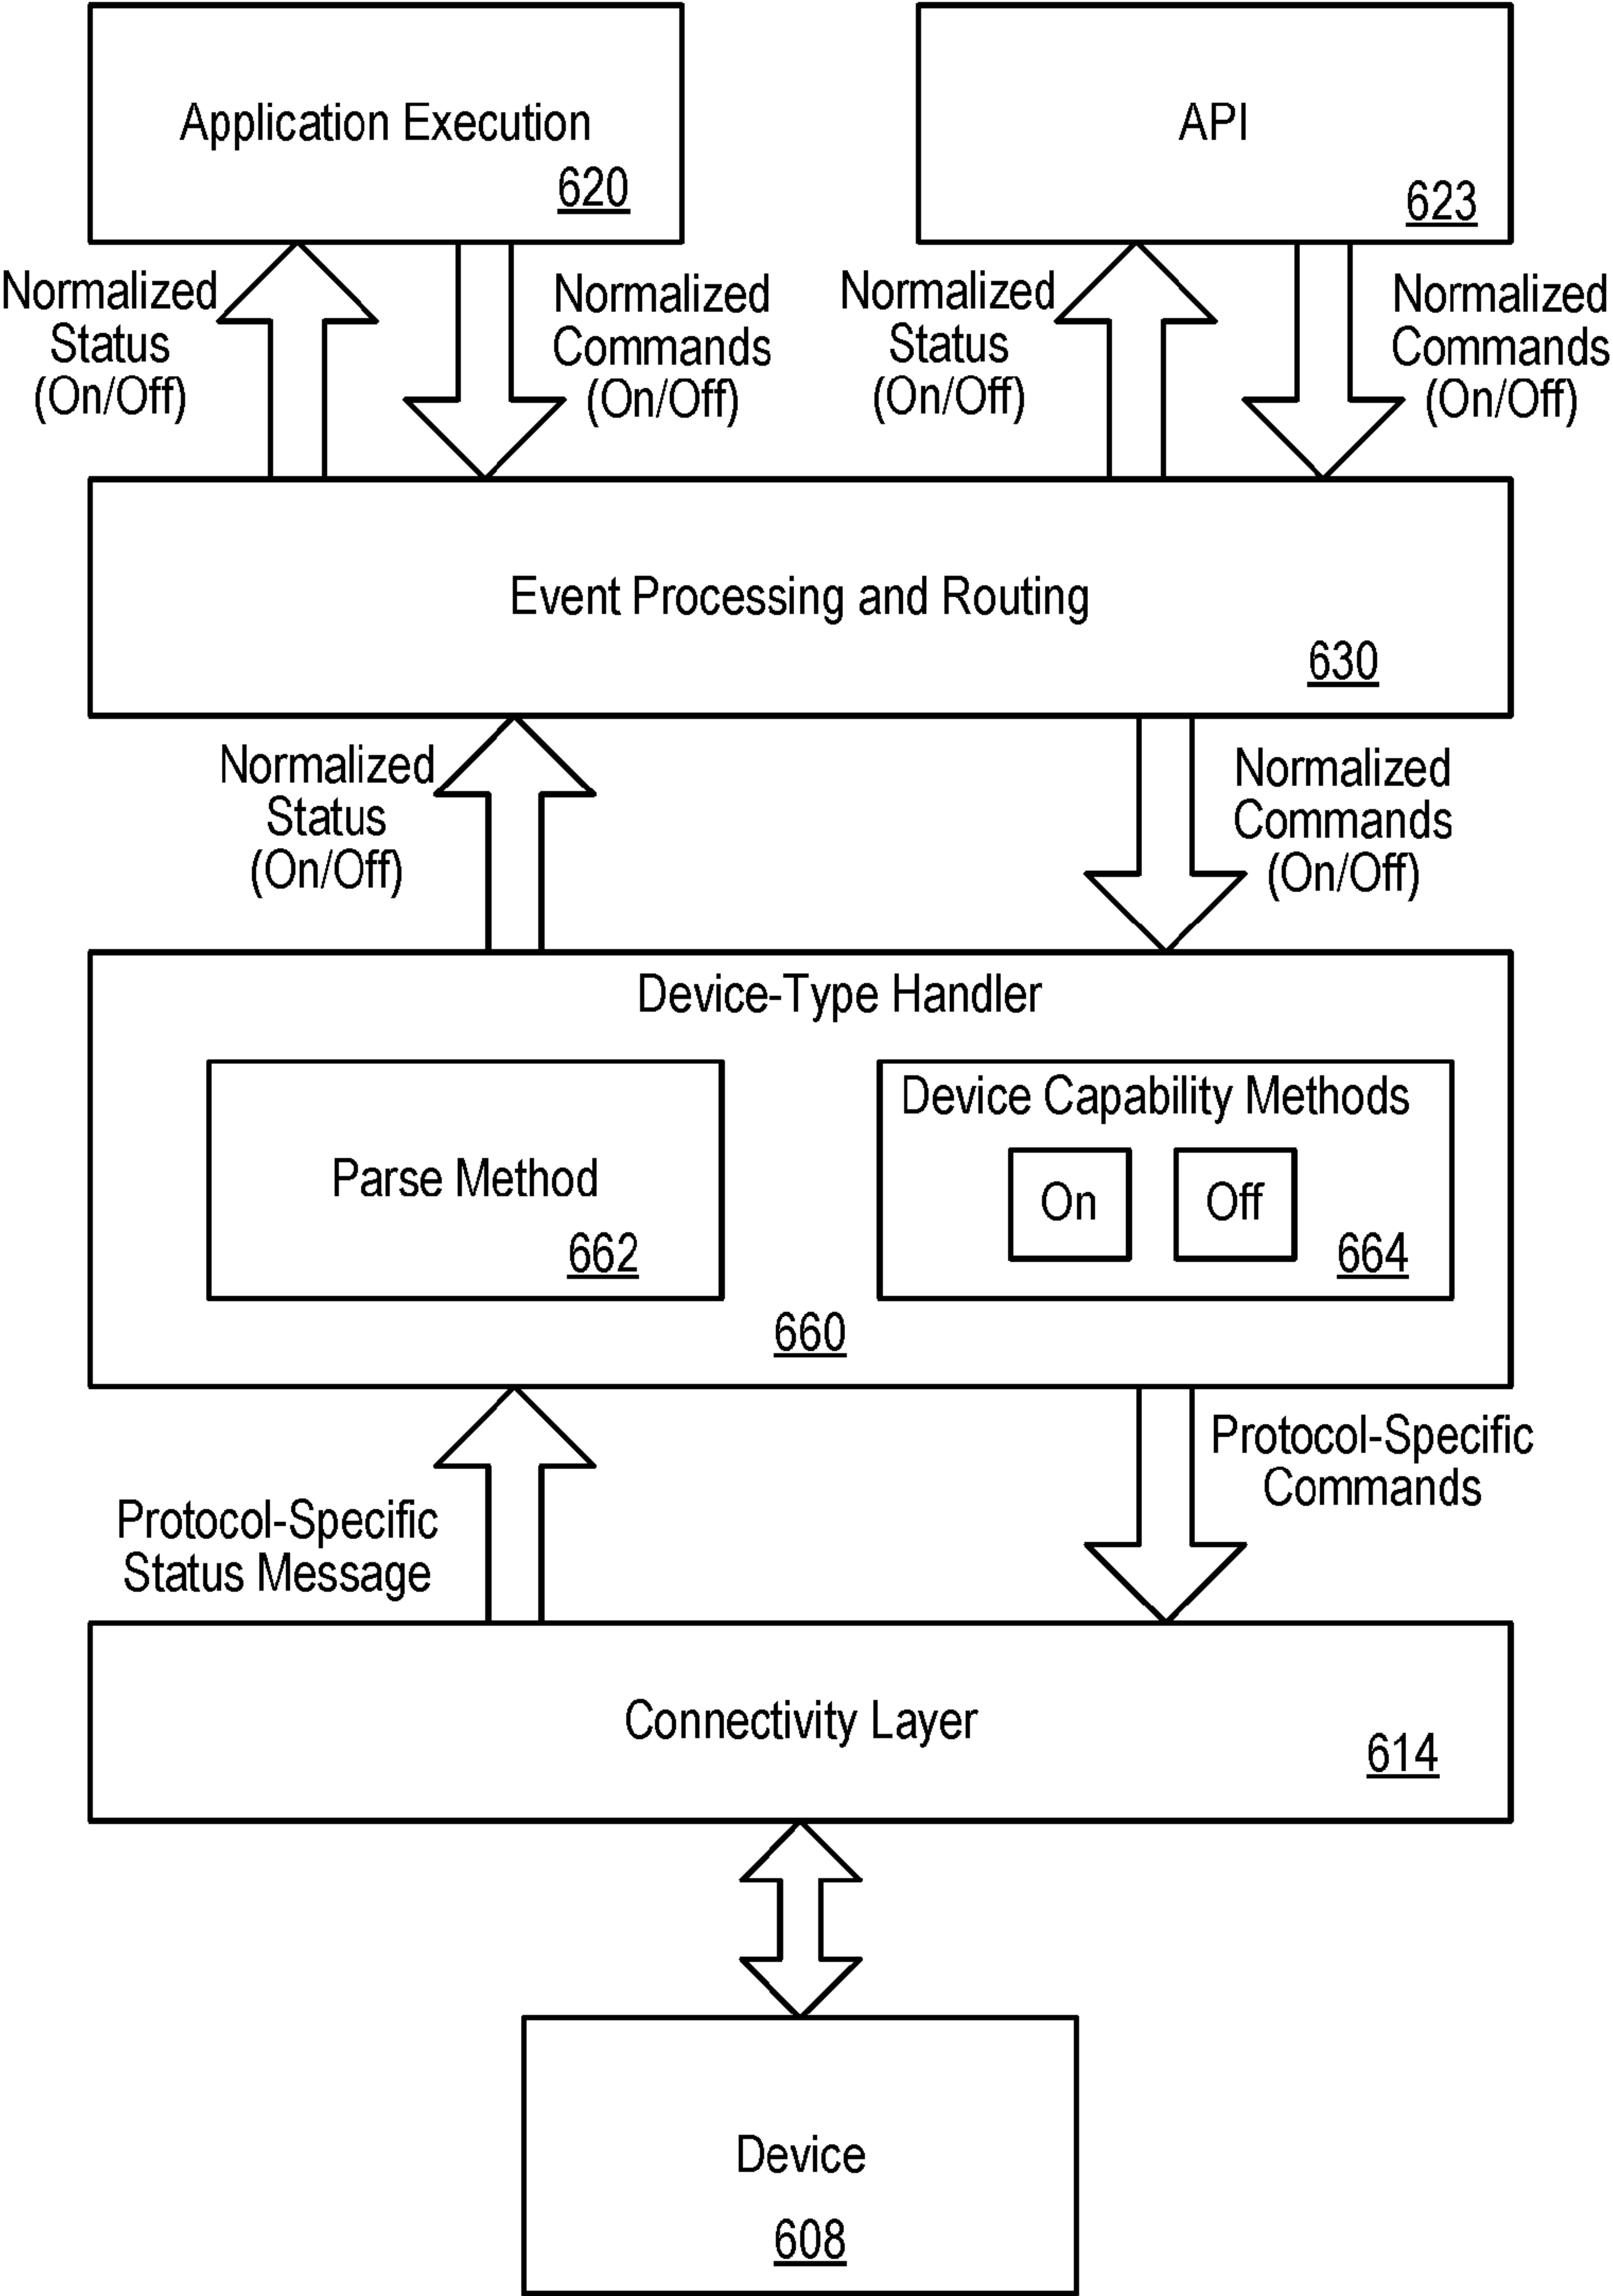 Application Execution
620
API
623
Normalized
Status
(On/Off)
Normalized
Commands
(On/Off)
Normalized
Status
(On/Off)
Normalized
Commands
(On/Off)
Event Processing and Routing
630
Normalized
Status
(On/Off)
Normalized
Commands
(On/Off)
Device-Type Handler
Parse Method
662
Device Capability Methods
On
Off
664
660
Protocol-Specific
Status Message
Protocol-Specific
Commands
Connectivity Layer
614
Device
608